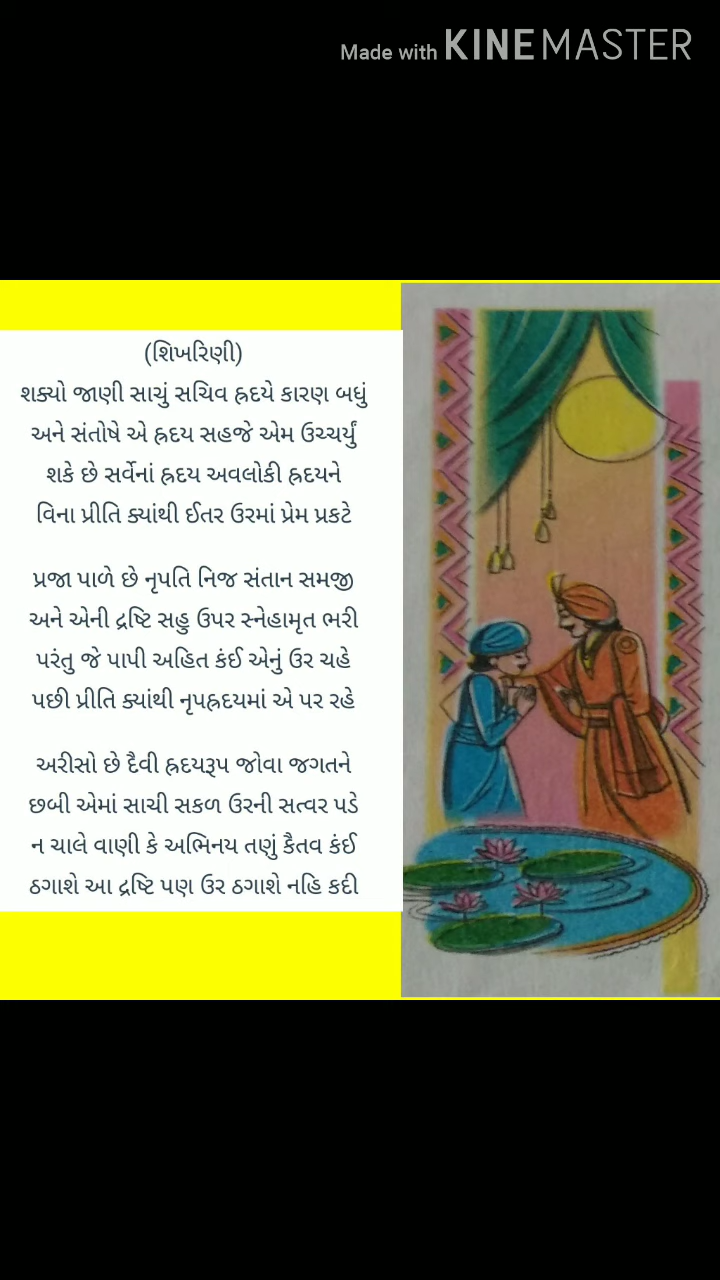 Made with KINEMASTER
(શિખરિણી)
શક્યો જાણી સાચું સચિવ હ્રદયે કારણ બધું
અને સંતોષે એ હ્રદય સહજે એમ ઉચ્ચર્યું
શકે છે સર્વેનાં હ્રદય અવલોકી હ્રદયને
વિના પ્રીતિ ક્યાંથી ઈતર ઉરમાં પ્રેમ પ્રકટે
પ્રજા પાળે છે નૃપતિ નિજ સંતાન સમજી
અને એની દ્રષ્ટિ સહુ ઉપર સ્નેહામૃત ભરી
પરંતુ જે પાપી અહિત કંઈ એનું ઉર ચહે
પછી પ્રીતિ ક્યાંથી નૃપહ્રદયમાં એ પર રહે
અરીસો છે દૈવી હ્રદયરૂપ જોવા જગતને
છબી એમાં સાચી સકળ ઉરની સત્વર પડે
ન ચાલે વાણી કે અભિનય તણું કૈતવ કંઈ
ઠગાશે આ દ્રષ્ટિ પણ ઉર ઠગાશે નહિ કદી